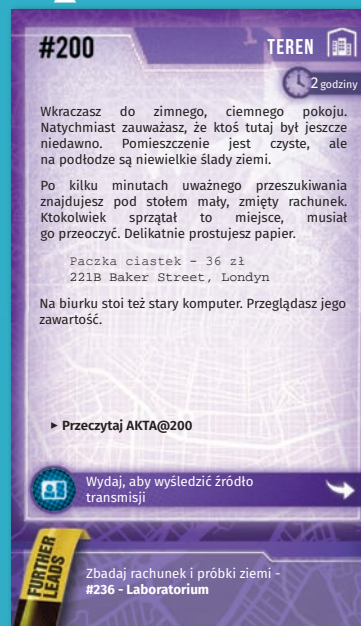 #200
TEREN
2 godziny
Wkraczasz do zimnego, ciemnego pokoju.
Natychmiast zauważasz, że ktoś tutaj był jeszcze
niedawno. Pomieszczenie jest czyste, ale
na podłodze są niewielkie ślady ziemi.
Po kilku minutach uważnego przeszukiwania
znajdujesz pod stołem mały, zmięty rachunek.
Ktokolwiek sprzątał to miejsce, musiał
go przeoczyć. Delikatnie prostujesz papier.
Paczka ciastek - 36 zł
221B Baker Street, Londyn
Na biurku stoi też stary komputer. Przeglądasz jego
zawartość.
▸ Przeczytaj AKTA@200
Wydaj, aby wyśledzić źródło
transmisji
FURTHER
LEADS
Zbadaj rachunek i próbki ziemi -
#236 - Laboratorium